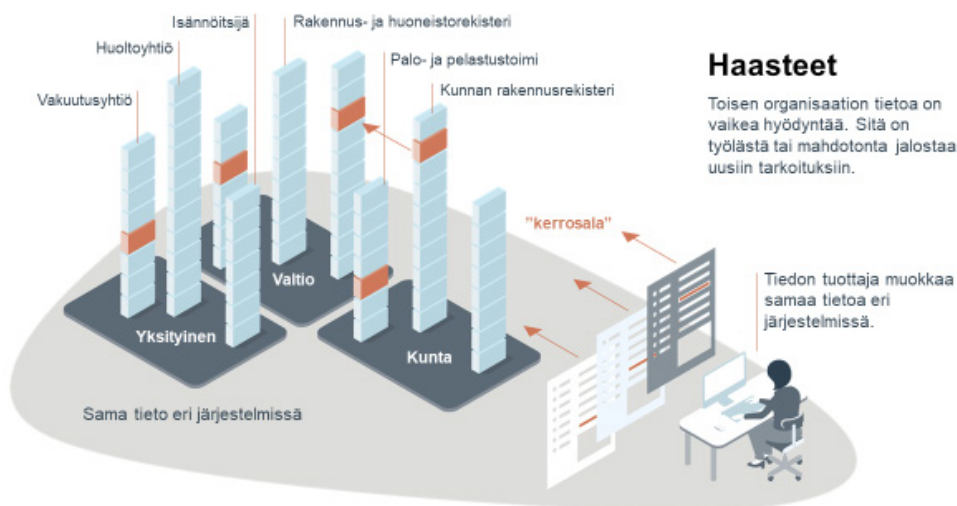 Isännöitsijä
Rakennus- ja huoneistorekisteri
Huoltoyhtiö
Palo- ja pelastustoimi
Vakuutusyhtiö
Kunnan rakennusrekisteri
Haasteet
Toisen organisaation tietoa on
vaikea hyödyntää. Sitä on
työlästä tai mahdotonta jalostaa
uusiin tarkoituksiin.
"kerrosala"
Valtio
Yksityinen
Kunta
Tiedon tuottaja muokkaa
samaa tietoa eri
järjestelmissä.
Sama tieto eri järjestelmissä